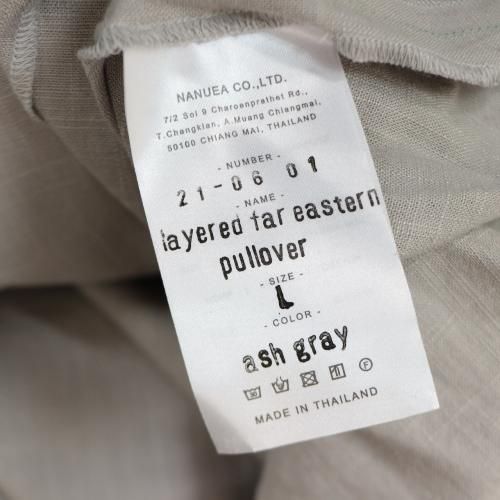 NANUEA CO.,LTD.
7/2 Soi 9 Charoenprathet Rd.,
T.Changklan, A.Muang Chiangmai,
50100 CHIANG MAI, THAILAND
- NUMBER -
21-06 01
- NAME -
layered far eastern
pullover
- SIZE -
L
- COLOR -
ash gray
MADE IN THAILAND